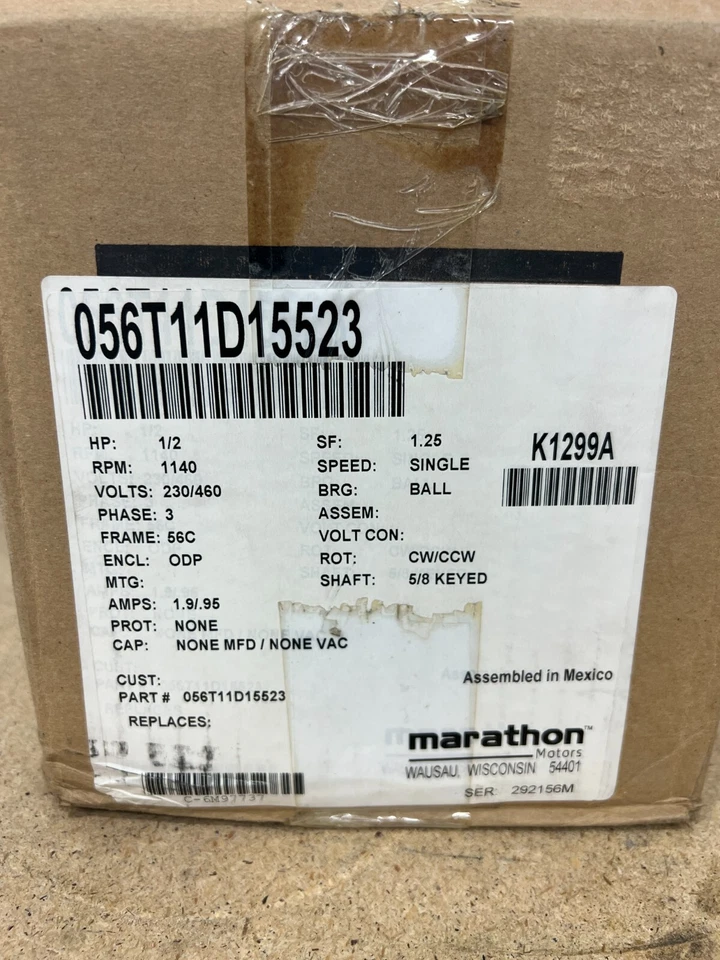 056T11D15523
HP: 1/2 SF: 1.25
K1299A
RPM: 1140 SPEED: SINGLE
VOLTS: 230/460 BRG: BALL
PHASE: 3 ASSEM:
FRAME: 56C VOLT CON:
ENCL: ODP ROT: CW/CCW
MTG: SHAFT: 5/8 KEYED
AMPS: 1.9/.95
PROT: NONE
CAP: NONE MFD / NONE VAC
CUST:
Assembled in Mexico
PART # 056T11D15523
REPLACES:
marathon™
Motors
WAUSAU, WISCONSIN 54401
C-6M97737
SER: 292156M